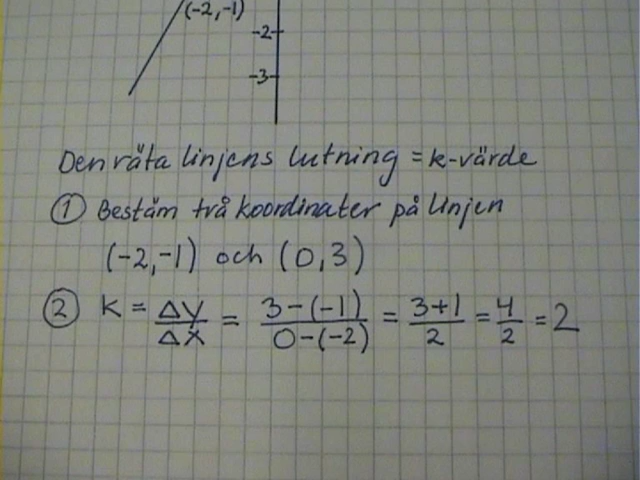 (-2,-1)
-2
-3
Den räta linjens lutning = k-värde
① Bestäm två koordinater på linjen
(-2,-1) och (0,3)
② K = Δy/Δx = 3-(-1)/0-(-2) = 3+1/2 = 4/2 = 2